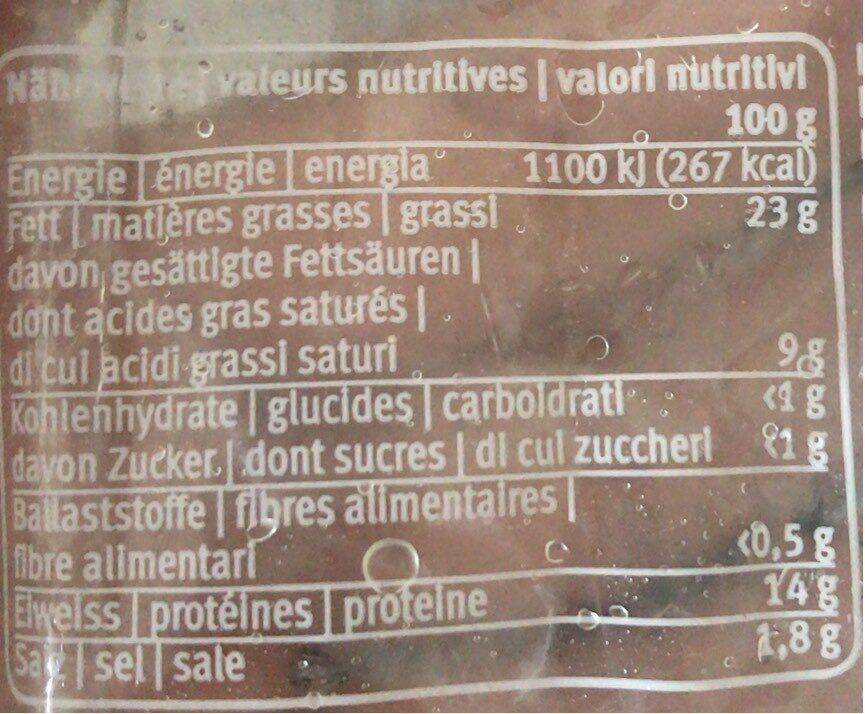 valeurs nutritives | valori nutritivi
100 g
Energie | énergie | energia 1100 kJ (267 kcal)
Fett | matières grasses | grassi 23 g
davon gesättigte Fettsäuren |
dont acides gras saturés |
di cui acidi grassi saturi 9 g
Kohlenhydrate | glucides | carboidrati <1 g
davon Zucker | dont sucres | di cui zuccheri <1 g
Ballaststoffe | fibres alimentaires |
fibre alimentari <0,5 g
Eiweiss | protéines | proteine 14 g
Salz | sel | sale 1,8 g